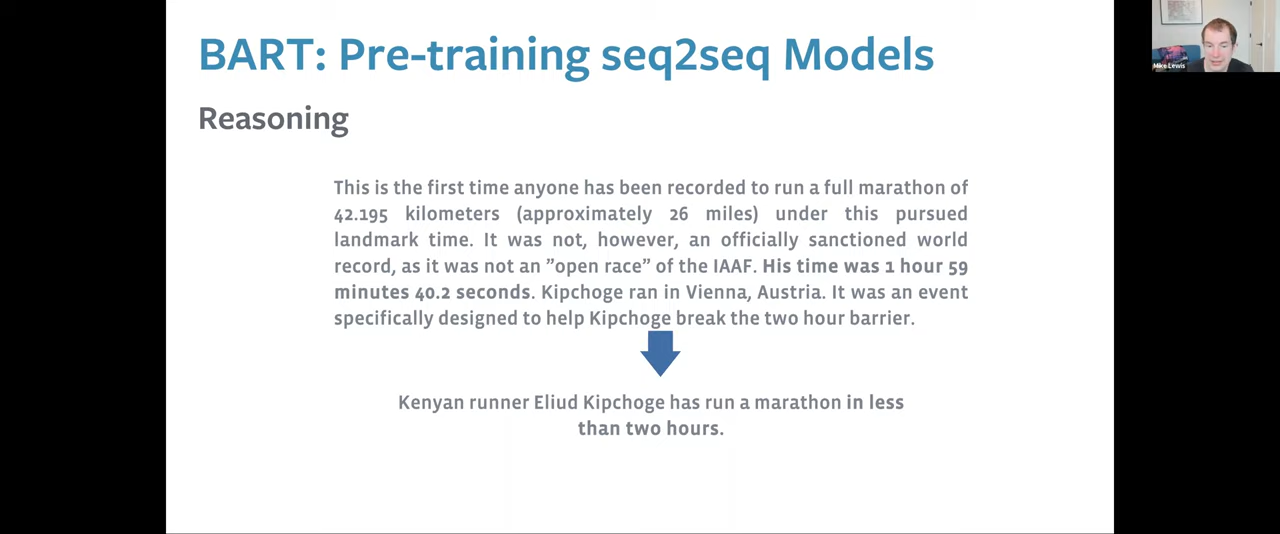 BART: Pre-training seq2seq Models
Reasoning
This is the first time anyone has been recorded to run a full marathon of
42.195 kilometers (approximately 26 miles) under this pursued
landmark time. It was not, however, an officially sanctioned world
record, as it was not an ”open race” of the IAAF. His time was 1 hour 59
minutes 40.2 seconds. Kipchoge ran in Vienna, Austria. It was an event
specifically designed to help Kipchoge break the two hour barrier.
Kenyan runner Eliud Kipchoge has run a marathon in less
than two hours.
Mike Lewis